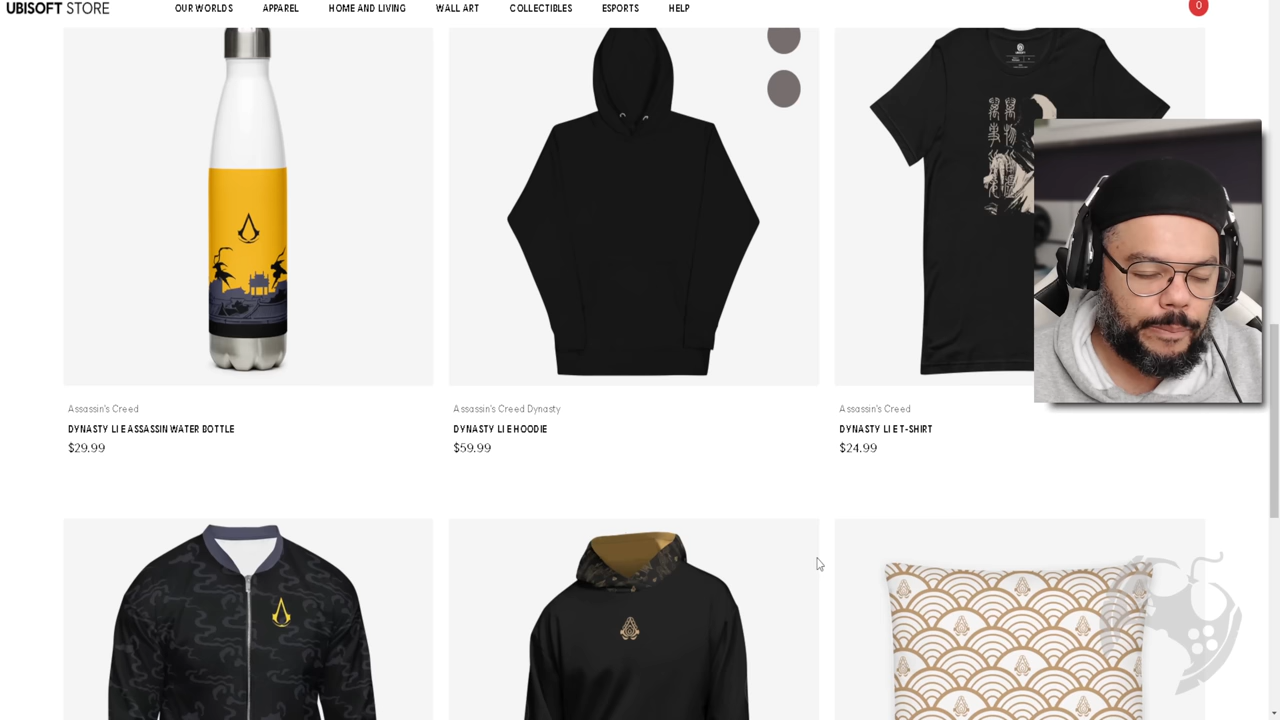 UBISOFT STORE
OUR WORLDS APPAREL HOME AND LIVING WALL ART COLLECTIBLES ESPORTS HELP
0
UBISOFT
Assassin's Creed
DYNASTY LI E ASSASSIN WATER BOTTLE
$29.99
Assassin's Creed Dynasty
DYNASTY LI E HOODIE
$59.99
Assassin's Creed
DYNASTY LI E T-SHIRT
$24.99